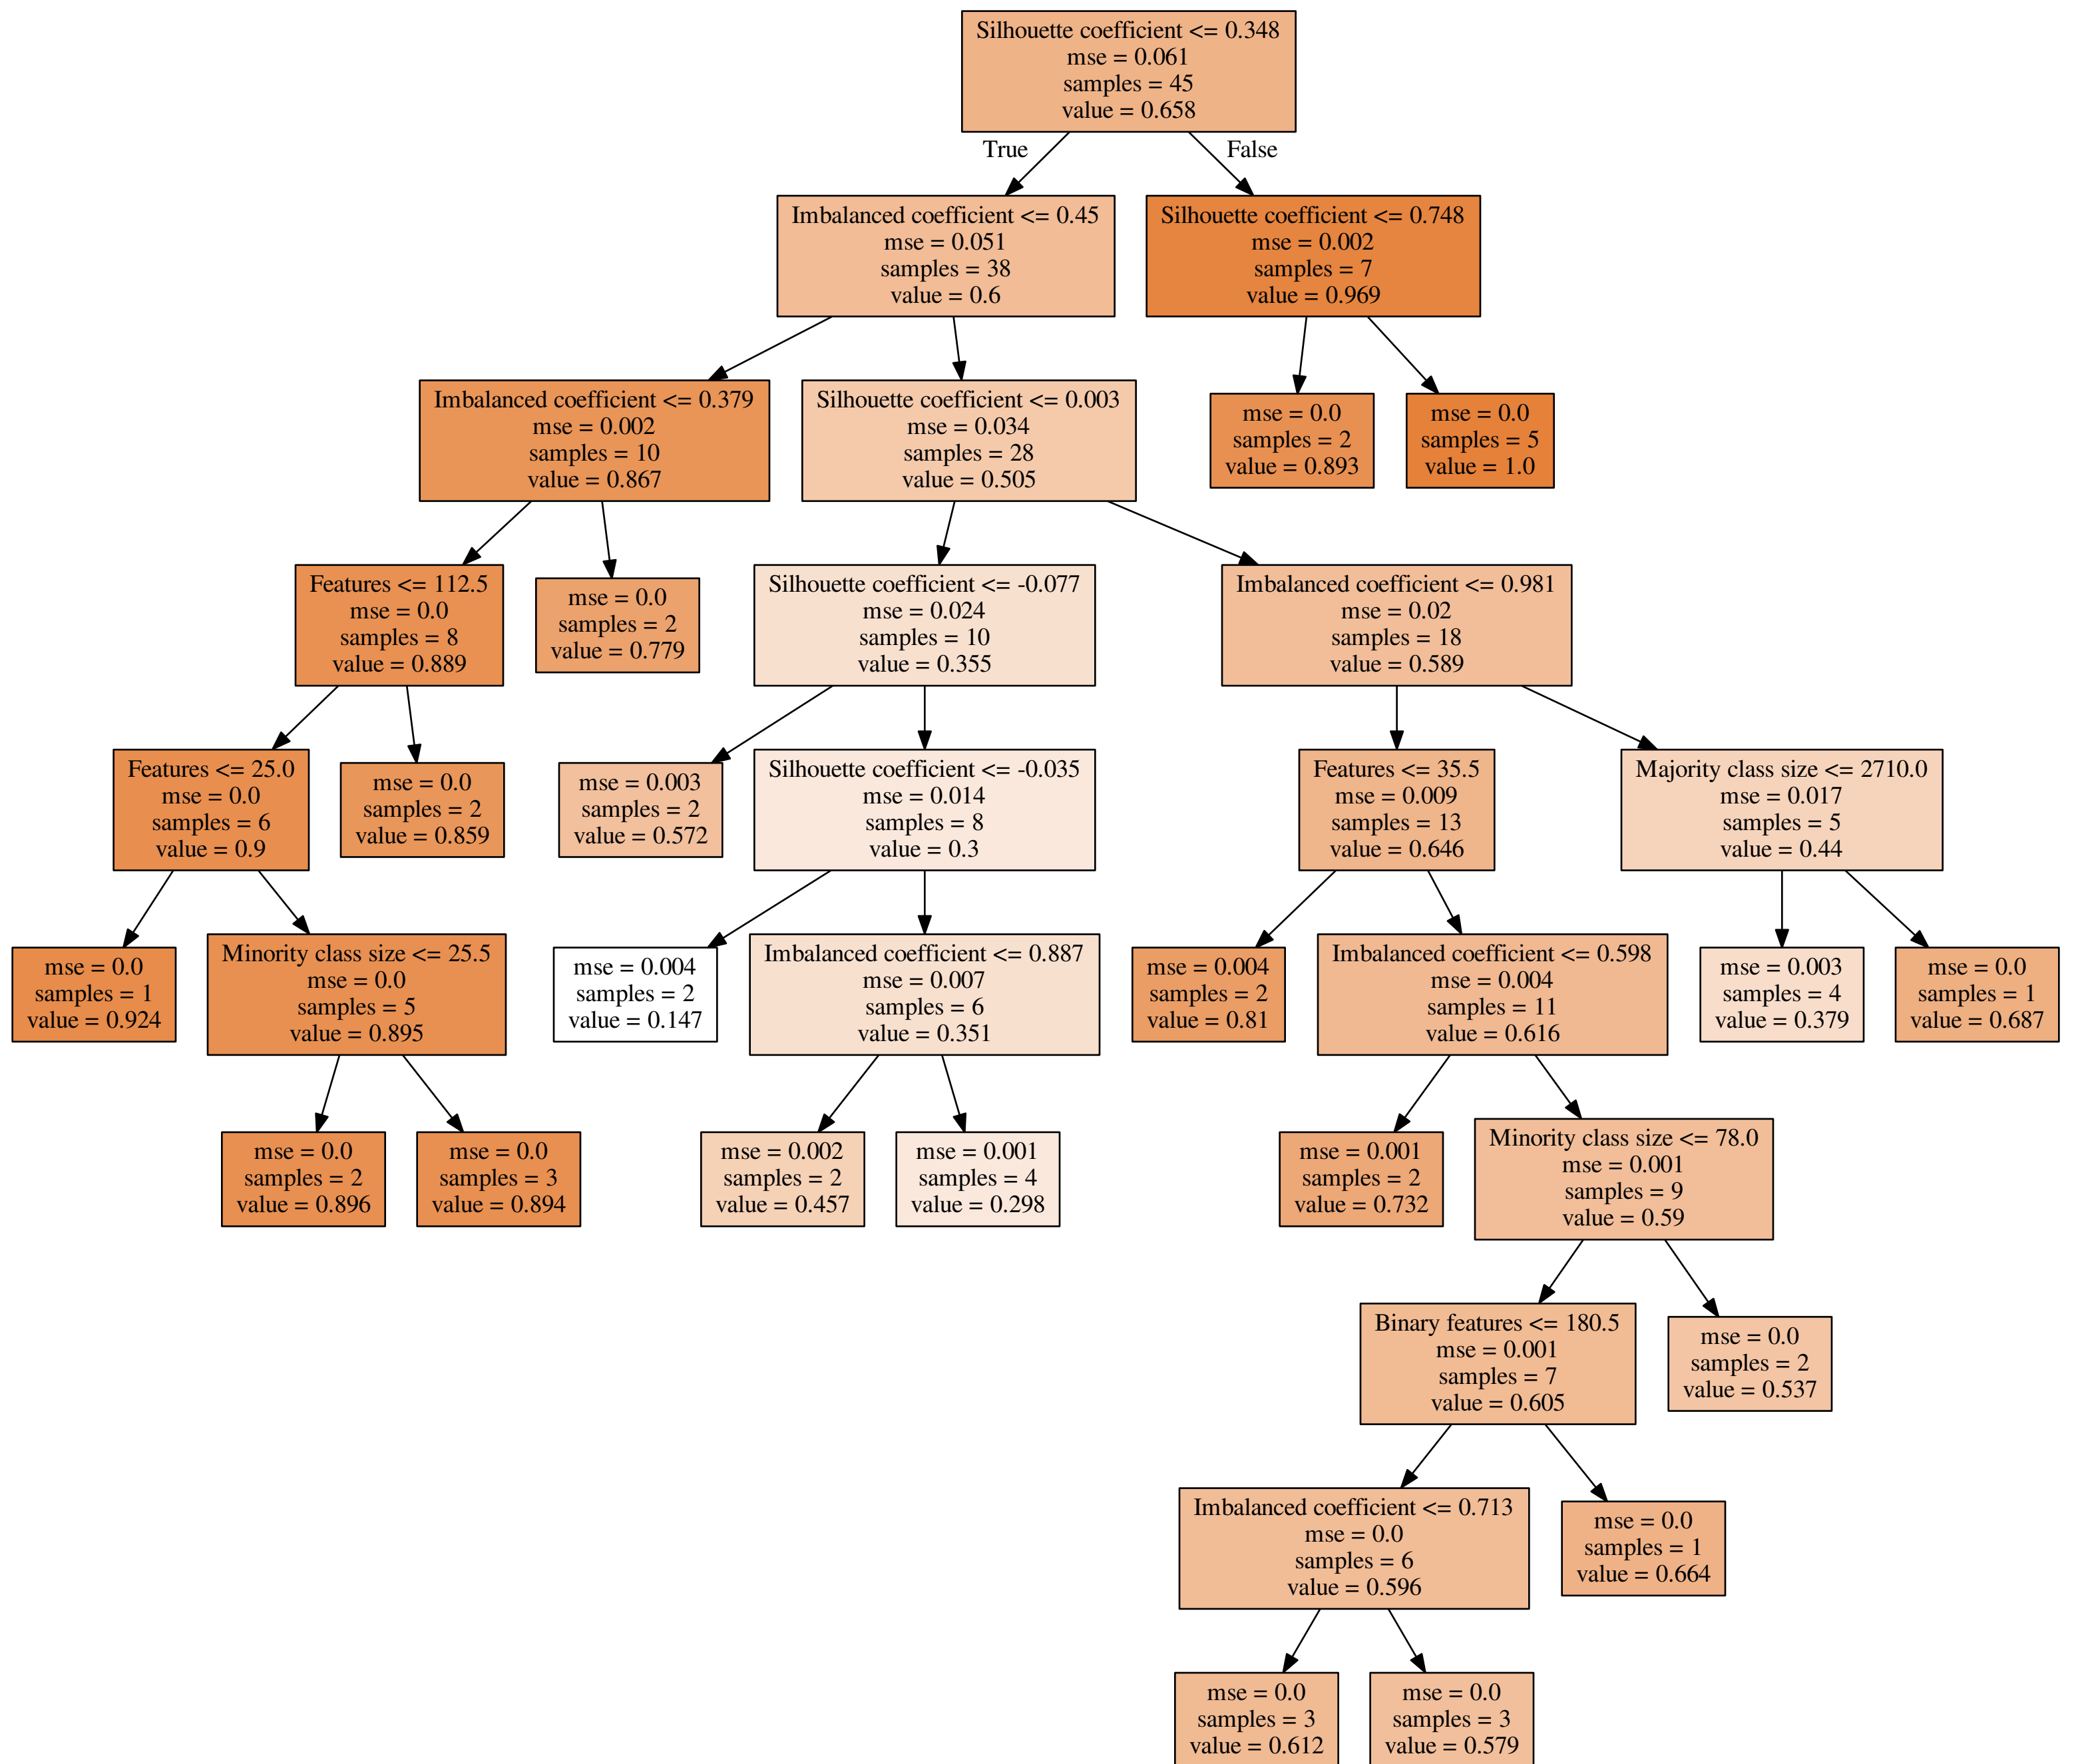 Silhouette coefficient <= 0.348
mse = 0.061
samples = 45
value = 0.658
True
False
Imbalanced coefficient <= 0.45
mse = 0.051
samples = 38
value = 0.6
Silhouette coefficient <= 0.748
mse = 0.002
samples = 7
value = 0.969
Imbalanced coefficient <= 0.379
mse = 0.002
samples = 10
value = 0.867
Silhouette coefficient <= 0.003
mse = 0.034
samples = 28
value = 0.505
mse = 0.0
samples = 2
value = 0.893
mse = 0.0
samples = 5
value = 1.0
Features <= 112.5
mse = 0.0
samples = 8
value = 0.889
mse = 0.0
samples = 2
value = 0.779
Silhouette coefficient <= -0.077
mse = 0.024
samples = 10
value = 0.355
Imbalanced coefficient <= 0.981
mse = 0.02
samples = 18
value = 0.589
Features <= 25.0
mse = 0.0
samples = 6
value = 0.9
mse = 0.0
samples = 2
value = 0.859
mse = 0.003
samples = 2
value = 0.572
Silhouette coefficient <= -0.035
mse = 0.014
samples = 8
value = 0.3
Features <= 35.5
mse = 0.009
samples = 13
value = 0.646
Majority class size <= 2710.0
mse = 0.017
samples = 5
value = 0.44
mse = 0.0
samples = 1
value = 0.924
Minority class size <= 25.5
mse = 0.0
samples = 5
value = 0.895
mse = 0.004
samples = 2
value = 0.147
Imbalanced coefficient <= 0.887
mse = 0.007
samples = 6
value = 0.351
mse = 0.004
samples = 2
value = 0.81
Imbalanced coefficient <= 0.598
mse = 0.004
samples = 11
value = 0.616
mse = 0.003
samples = 4
value = 0.379
mse = 0.0
samples = 1
value = 0.687
mse = 0.0
samples = 2
value = 0.896
mse = 0.0
samples = 3
value = 0.894
mse = 0.002
samples = 2
value = 0.457
mse = 0.001
samples = 4
value = 0.298
mse = 0.001
samples = 2
value = 0.732
Minority class size <= 78.0
mse = 0.001
samples = 9
value = 0.59
Binary features <= 180.5
mse = 0.001
samples = 7
value = 0.605
mse = 0.0
samples = 2
value = 0.537
Imbalanced coefficient <= 0.713
mse = 0.0
samples = 6
value = 0.596
mse = 0.0
samples = 1
value = 0.664
mse = 0.0
samples = 3
value = 0.612
mse = 0.0
samples = 3
value = 0.579